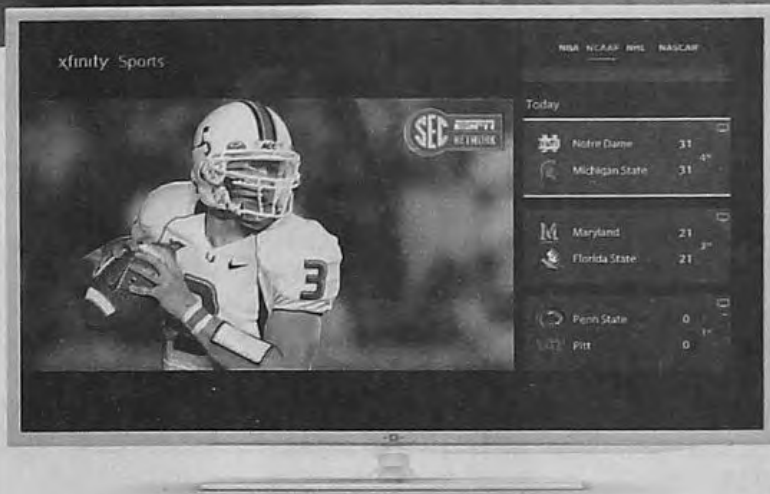 xfinity Sports
NBA NCAAF NHL NASCAR
SEC ESPN NETWORK
3
Today
Notre Dame 31
Michigan State 31
4th
Maryland 21
Florida State 21
3rd
Penn State 0
Pitt 0
1st